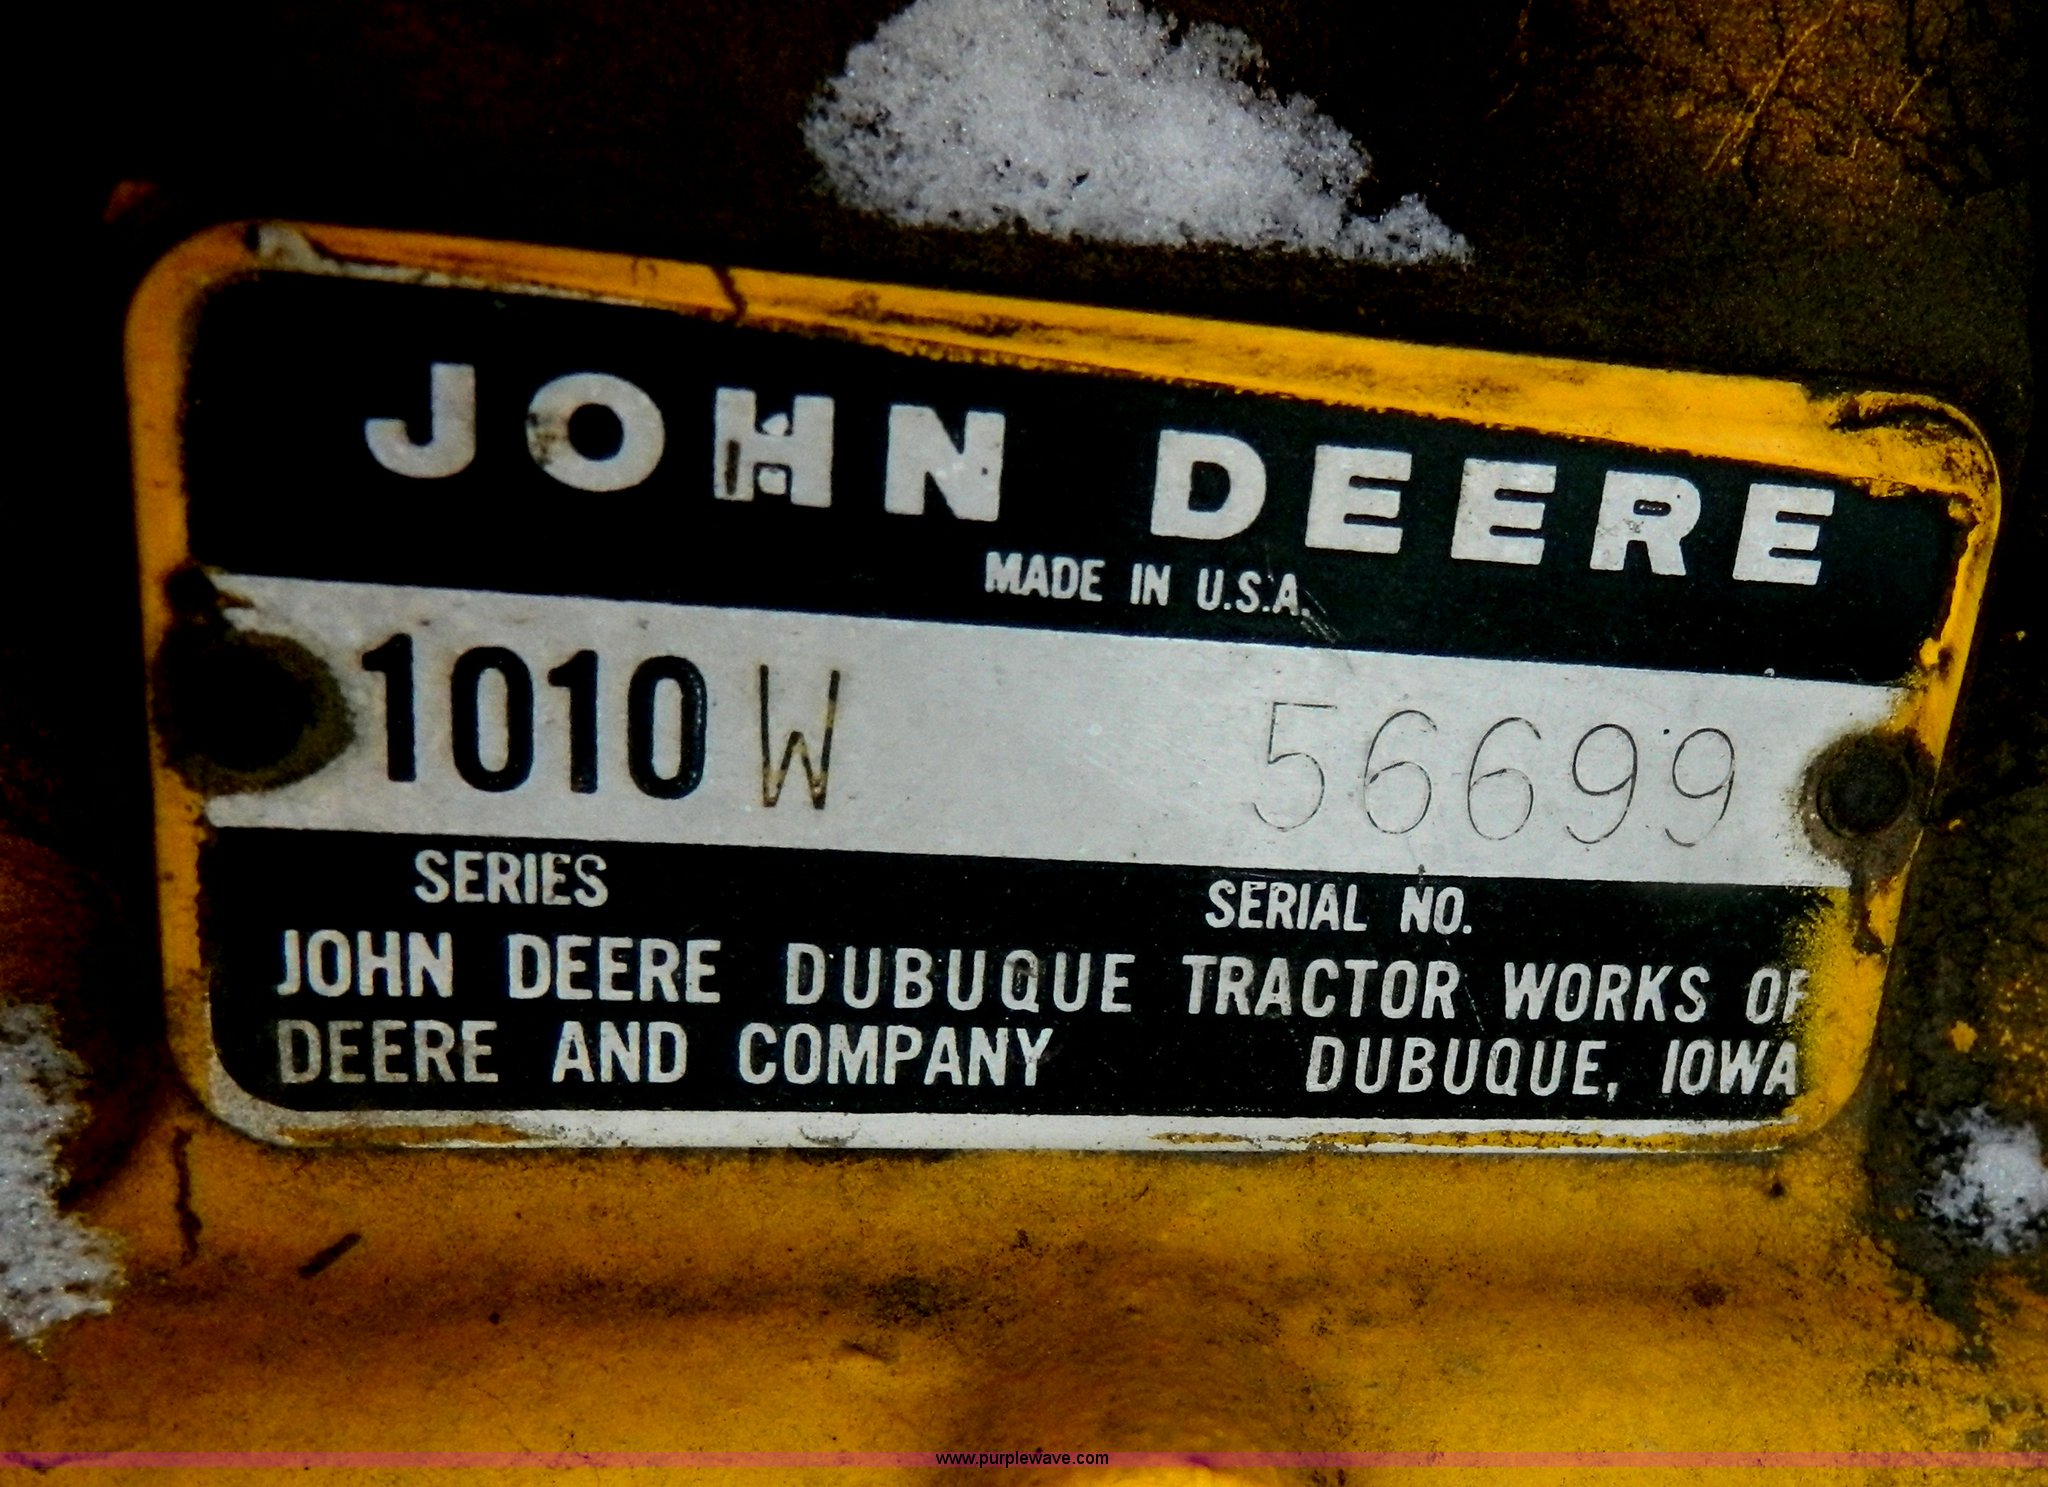 JOHN DEERE
MADE IN U.S.A.
1010 W 56699
SERIES SERIAL NO.
JOHN DEERE DUBUQUE TRACTOR WORKS OF
DEERE AND COMPANY DUBUQUE, IOWA
www.purplewave.com